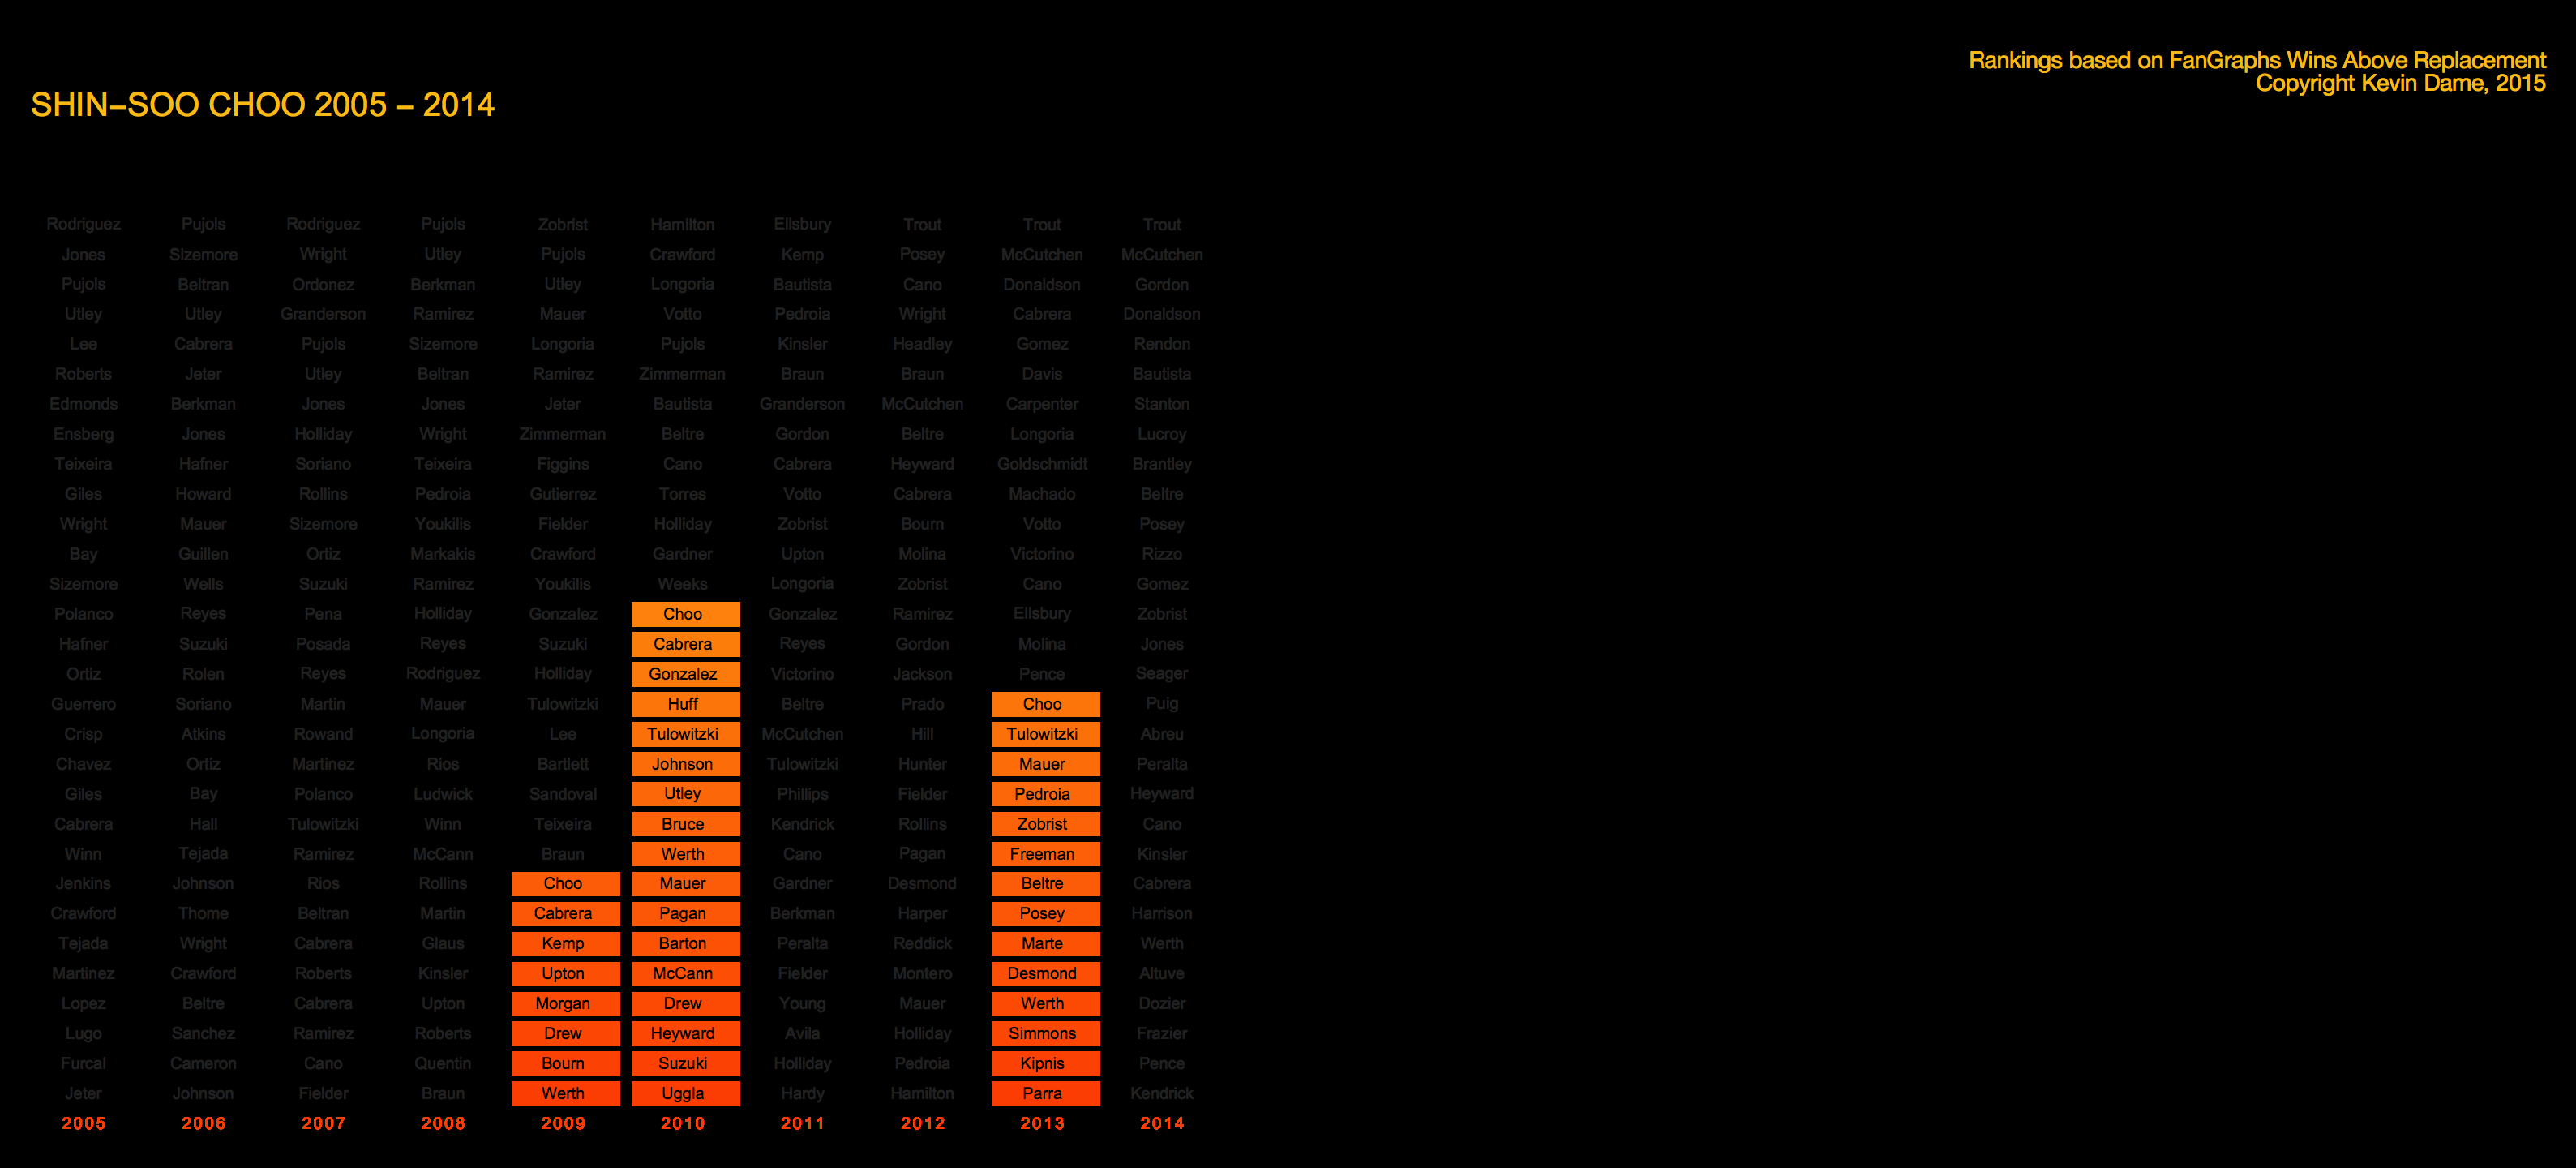 Rankings based on FanGraphs Wins Above Replacement
Copyright Kevin Dame, 2015
SHIN–SOO CHOO 2005 – 2014
Rodriguez Pujols Rodriguez Pujols Zobrist Hamilton Ellsbury Trout Trout Trout
Jones Sizemore Wright Utley Pujols Crawford Kemp Posey McCutchen McCutchen
Pujols Beltran Ordonez Berkman Utley Longoria Bautista Cano Donaldson Gordon
Utley Utley Granderson Ramirez Mauer Votto Pedroia Wright Cabrera Donaldson
Lee Cabrera Pujols Sizemore Longoria Pujols Kinsler Headley Gomez Rendon
Roberts Jeter Utley Beltran Ramirez Zimmerman Braun Braun Davis Bautista
Edmonds Berkman Jones Jones Jeter Bautista Granderson McCutchen Carpenter Stanton
Ensberg Jones Holliday Wright Zimmerman Beltre Gordon Beltre Longoria Lucroy
Teixeira Hafner Soriano Teixeira Figgins Cano Cabrera Heyward Goldschmidt Brantley
Giles Howard Rollins Pedroia Gutierrez Torres Votto Cabrera Machado Beltre
Wright Mauer Sizemore Youkilis Fielder Holliday Zobrist Bourn Votto Posey
Bay Guillen Ortiz Markakis Crawford Gardner Upton Molina Victorino Rizzo
Sizemore Wells Suzuki Ramirez Youkilis Weeks Longoria Zobrist Cano Gomez
Polanco Reyes Pena Holliday Gonzalez Choo Gonzalez Ramirez Ellsbury Zobrist
Hafner Suzuki Posada Reyes Suzuki Cabrera Reyes Gordon Molina Jones
Ortiz Rolen Reyes Rodriguez Holliday Gonzalez Victorino Jackson Pence Seager
Guerrero Soriano Martin Mauer Tulowitzki Huff Beltre Prado Choo Puig
Crisp Atkins Rowand Longoria Lee Tulowitzki McCutchen Hill Tulowitzki Abreu
Chavez Ortiz Martinez Rios Bartlett Johnson Tulowitzki Hunter Mauer Peralta
Giles Bay Polanco Ludwick Sandoval Utley Phillips Fielder Pedroia Heyward
Cabrera Hall Tulowitzki Winn Teixeira Bruce Kendrick Rollins Zobrist Cano
Winn Tejada Ramirez McCann Braun Werth Cano Pagan Freeman Kinsler
Jenkins Johnson Rios Rollins Choo Mauer Gardner Desmond Beltre Cabrera
Crawford Thome Beltran Martin Cabrera Pagan Berkman Harper Posey Harrison
Tejada Wright Cabrera Glaus Kemp Barton Peralta Reddick Marte Werth
Martinez Crawford Roberts Kinsler Upton McCann Fielder Montero Desmond Altuve
Lopez Beltre Cabrera Upton Morgan Drew Young Mauer Werth Dozier
Lugo Sanchez Ramirez Roberts Drew Heyward Avila Holliday Simmons Frazier
Furcal Cameron Cano Quentin Bourn Suzuki Holliday Pedroia Kipnis Pence
Jeter Johnson Fielder Braun Werth Uggla Hardy Hamilton Parra Kendrick
2005 2006 2007 2008 2009 2010 2011 2012 2013 2014